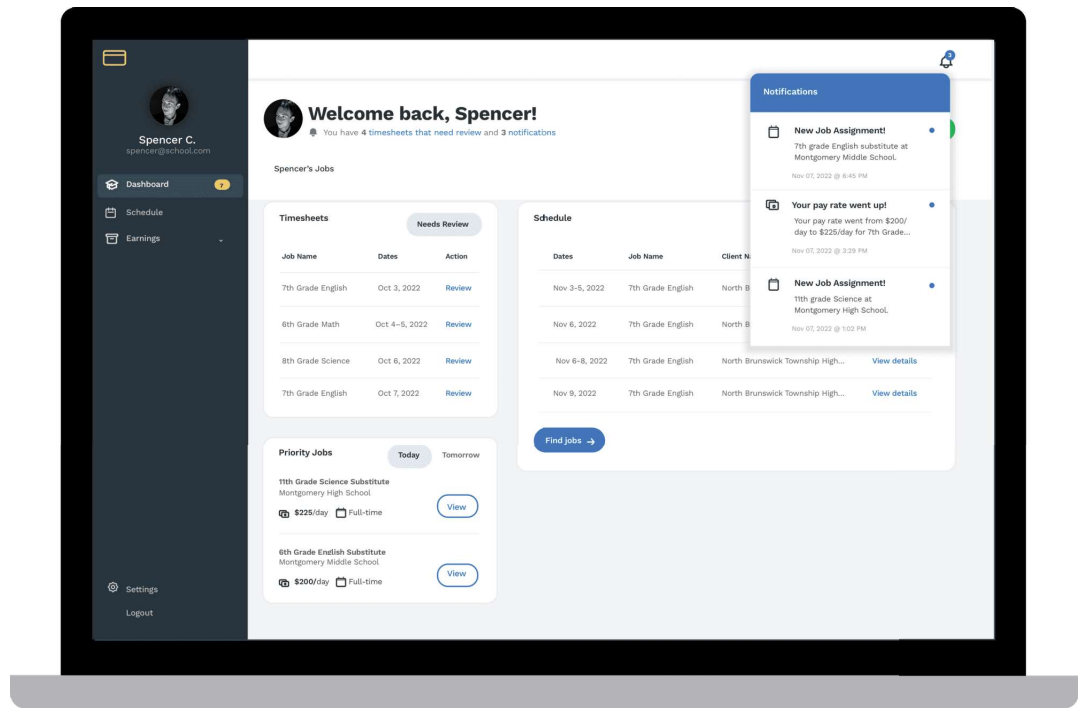 3
Spencer C.
spencer@school.com
Dashboard 7
Schedule
Earnings
Settings
Logout
Welcome back, Spencer!
You have 4 timesheets that need review and 3 notifications
Spencer's Jobs
Timesheets
Needs Review
Job Name Dates Action
7th Grade English Oct 3, 2022 Review
6th Grade Math Oct 4–5, 2022 Review
8th Grade Science Oct 6, 2022 Review
7th Grade English Oct 7, 2022 Review
Priority Jobs Today Tomorrow
11th Grade Science Substitute
Montgomery High School
$225/day Full-time
View
6th Grade English Substitute
Montgomery Middle School
$200/day Full-time
View
Schedule
Dates Job Name Client N
Nov 3-5, 2022 7th Grade English North B
Nov 6, 2022 7th Grade English North B
Nov 6-8, 2022 7th Grade English North Brunswick Township High... View details
Nov 9, 2022 7th Grade English North Brunswick Township High... View details
Find jobs →
Notifications
New Job Assignment!
7th grade English substitute at
Montgomery Middle School.
Nov 07, 2022 @ 6:45 PM
Your pay rate went up!
Your pay rate went from $200/
day to $225/day for 7th Grade...
Nov 07, 2022 @ 3:29 PM
New Job Assignment!
11th grade Science at
Montgomery High School.
Nov 07, 2022 @ 1:02 PM